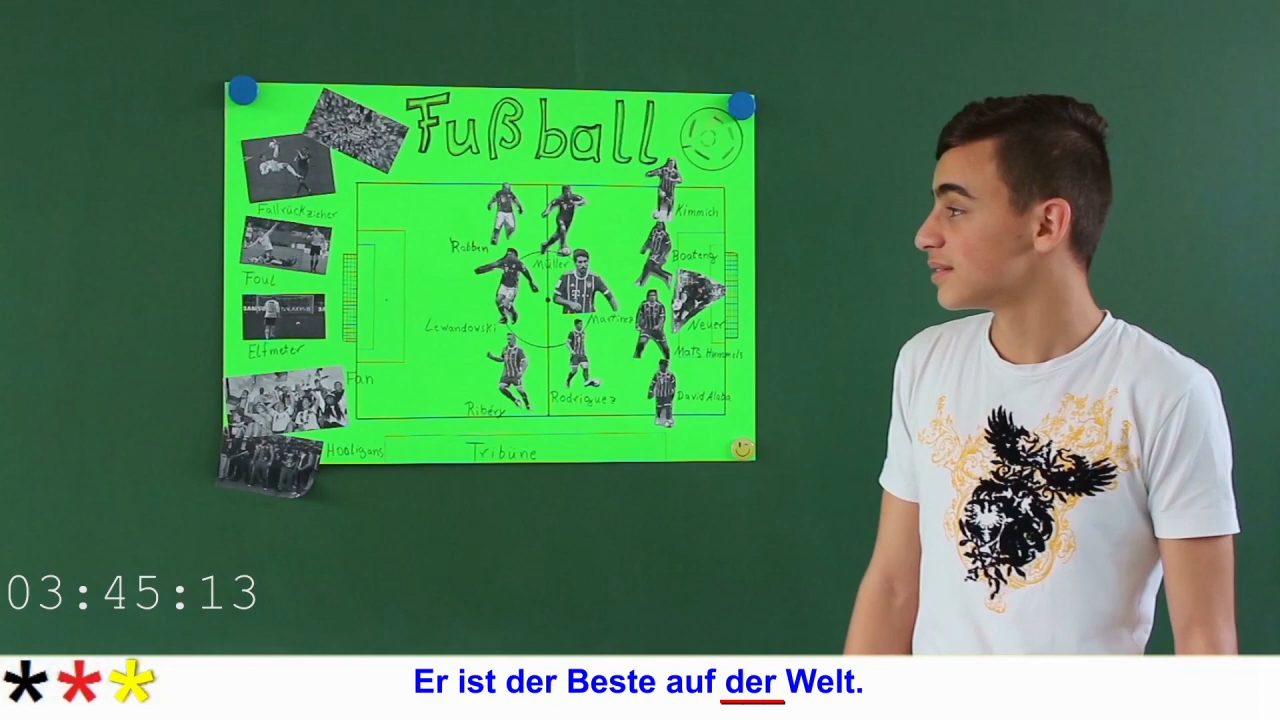 Fußball
Fallrückzieher
Foul
Elfmeter
Fan
Hooligans
Robben
Müller
Kimmich
Boateng
Lewandowski
Martinez
Neuer
Mats Hummels
Ribéry
Rodriguez
David Alaba
Tribüne
03:45:13
Er ist der Beste auf der Welt.